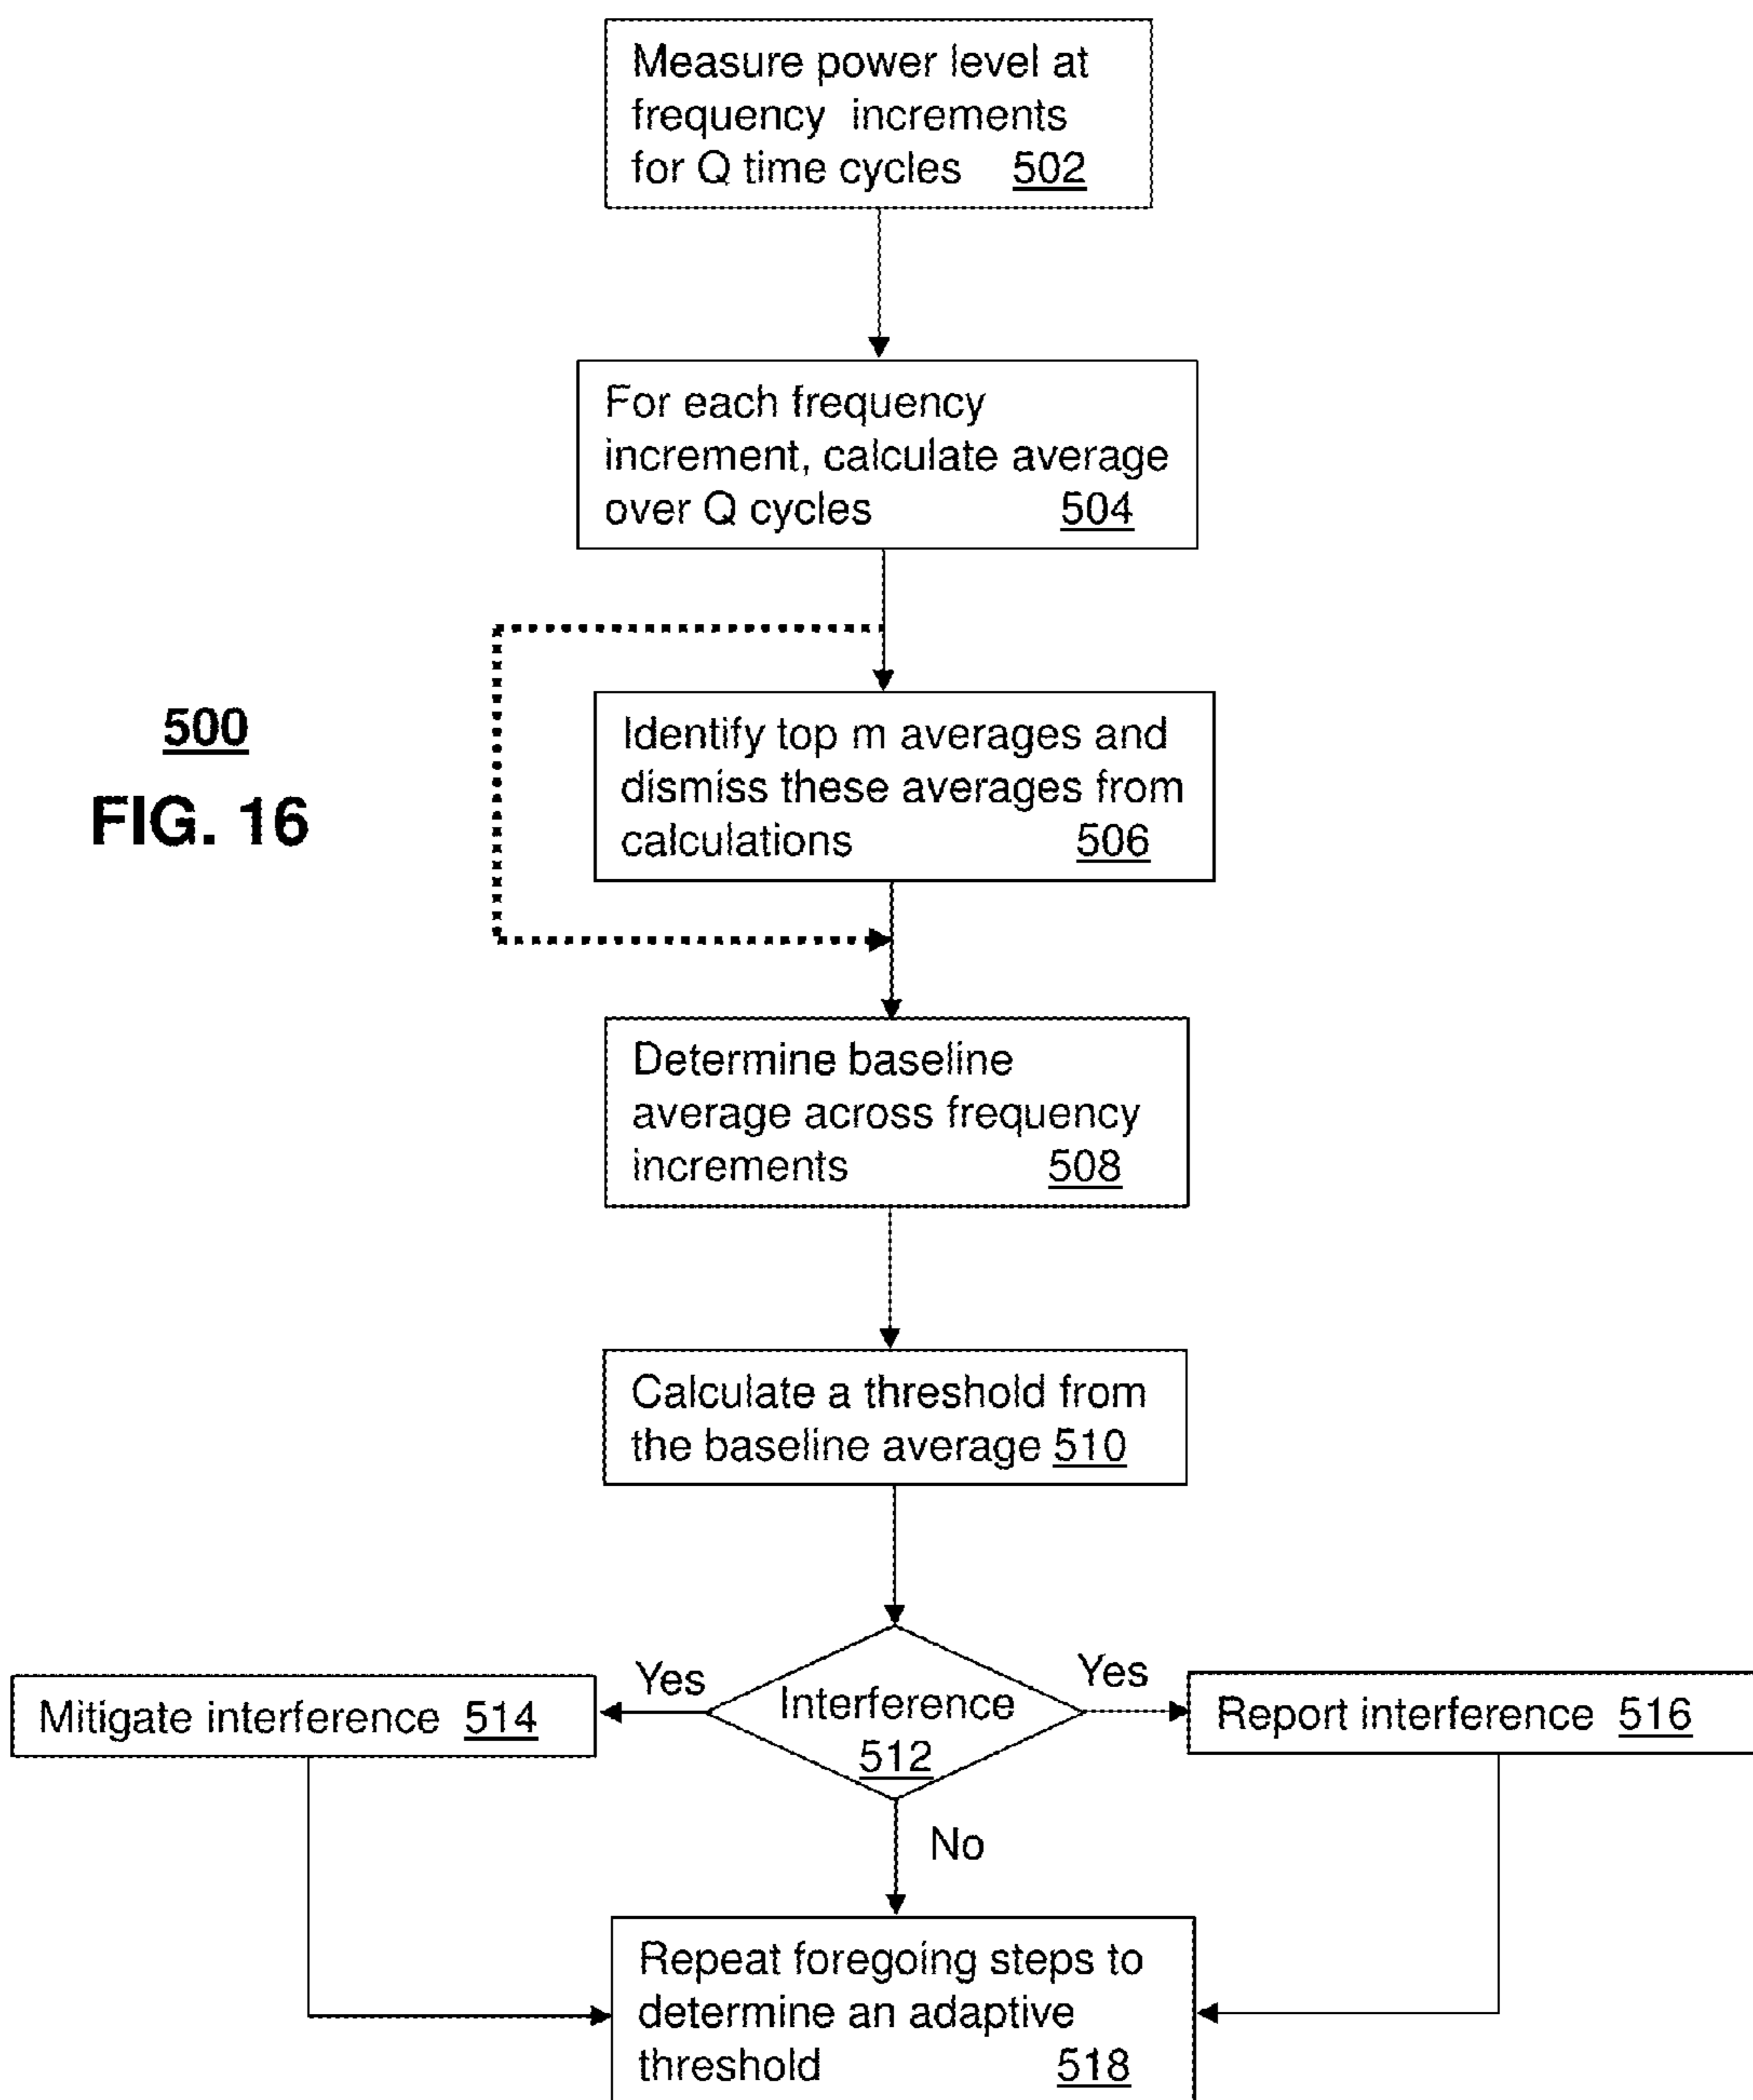 Measure power level at
frequency increments
for Q time cycles 502
For each frequency
increment, calculate average
over Q cycles 504
500
FIG. 16
Identify top m averages and
dismiss these averages from
calculations 506
Determine baseline
average across frequency
increments 508
Calculate a threshold from
the baseline average 510
Yes
Yes
Mitigate interference 514
Interference
512
Report interference 516
No
Repeat foregoing steps to
determine an adaptive
threshold 518